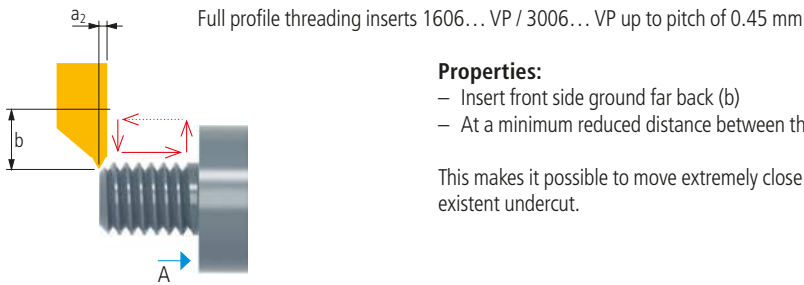 a2
Full profile threading inserts 1606… VP / 3006… VP up to pitch of 0.45 mm
b
A
Properties:
– Insert front side ground far back (b)
– At a minimum reduced distance between th
This makes it possible to move extremely close
existent undercut.